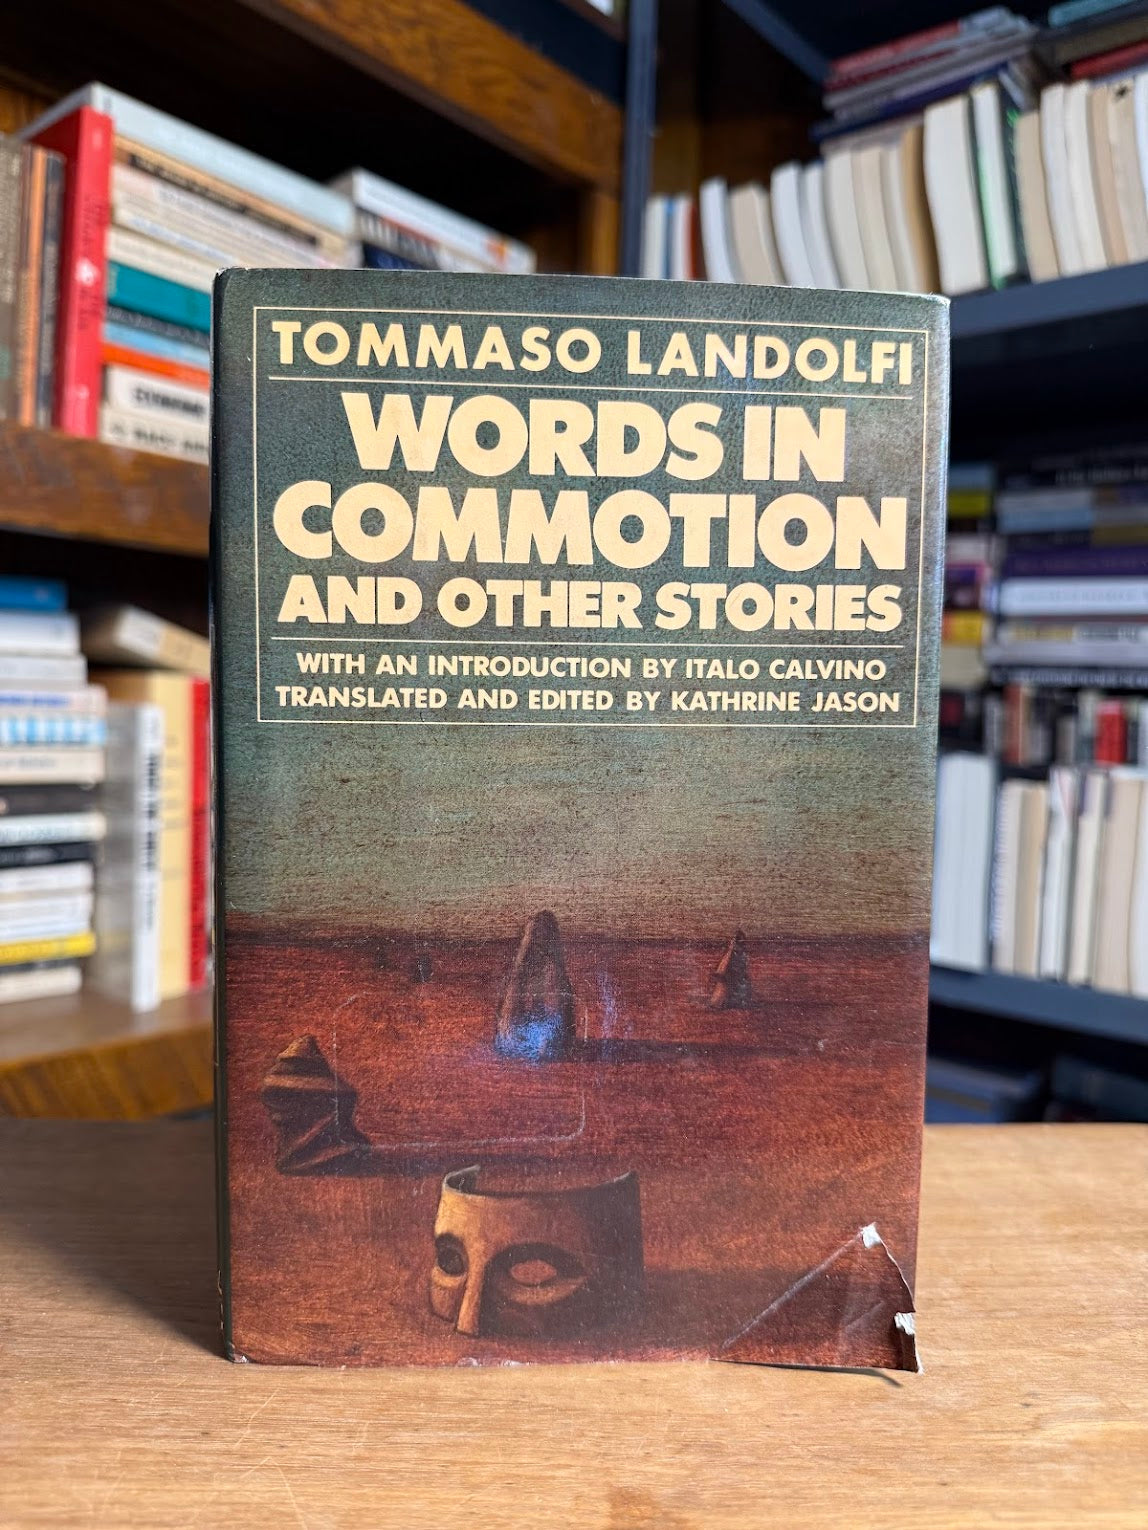 TOMMASO LANDOLFI
WORDS IN
COMMOTION
AND OTHER STORIES
WITH AN INTRODUCTION BY ITALO CALVINO
TRANSLATED AND EDITED BY KATHRINE JASON